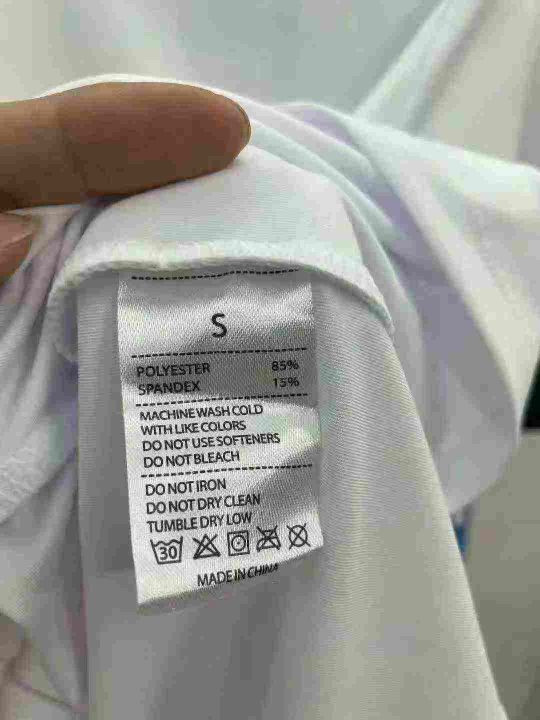 S
POLYESTER 85%
SPANDEX 15%
MACHINE WASH COLD
WITH LIKE COLORS
DO NOT USE SOFTENERS
DO NOT BLEACH
DO NOT IRON
DO NOT DRY CLEAN
TUMBLE DRY LOW
30
MADE IN CHINA